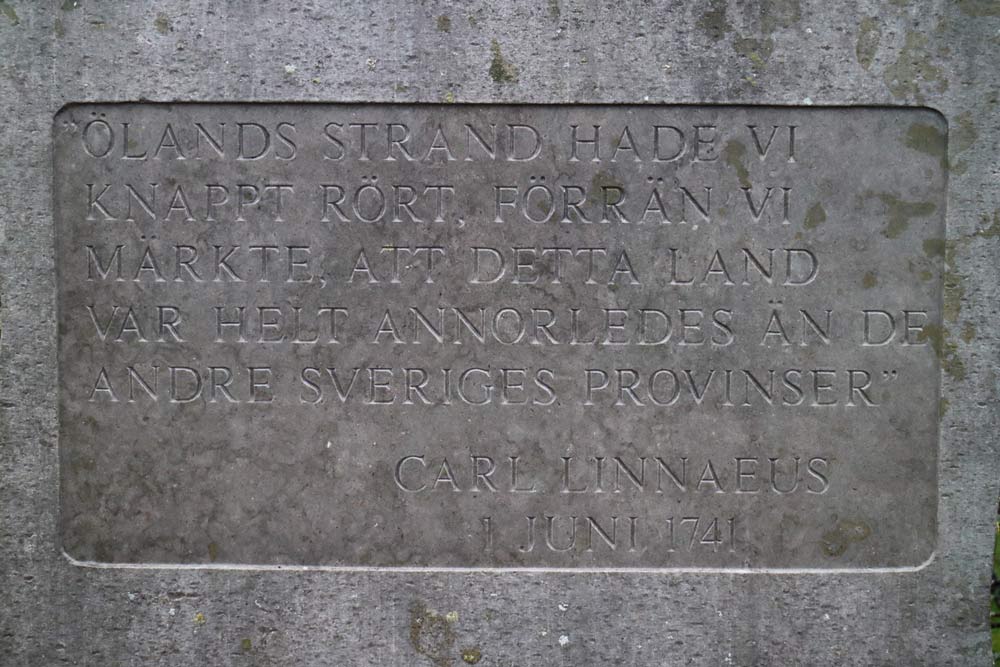 "ÖLANDS STRAND HADE VI
KNAPPT RÖRT, FÖRRÄN VI
MÄRKTE, ATT DETTA LAND
VAR HELT ANNORLEDES ÄN DE
ANDRE SVERIGES PROVINSER"
CARL LINNAEUS
1 JUNI 1741